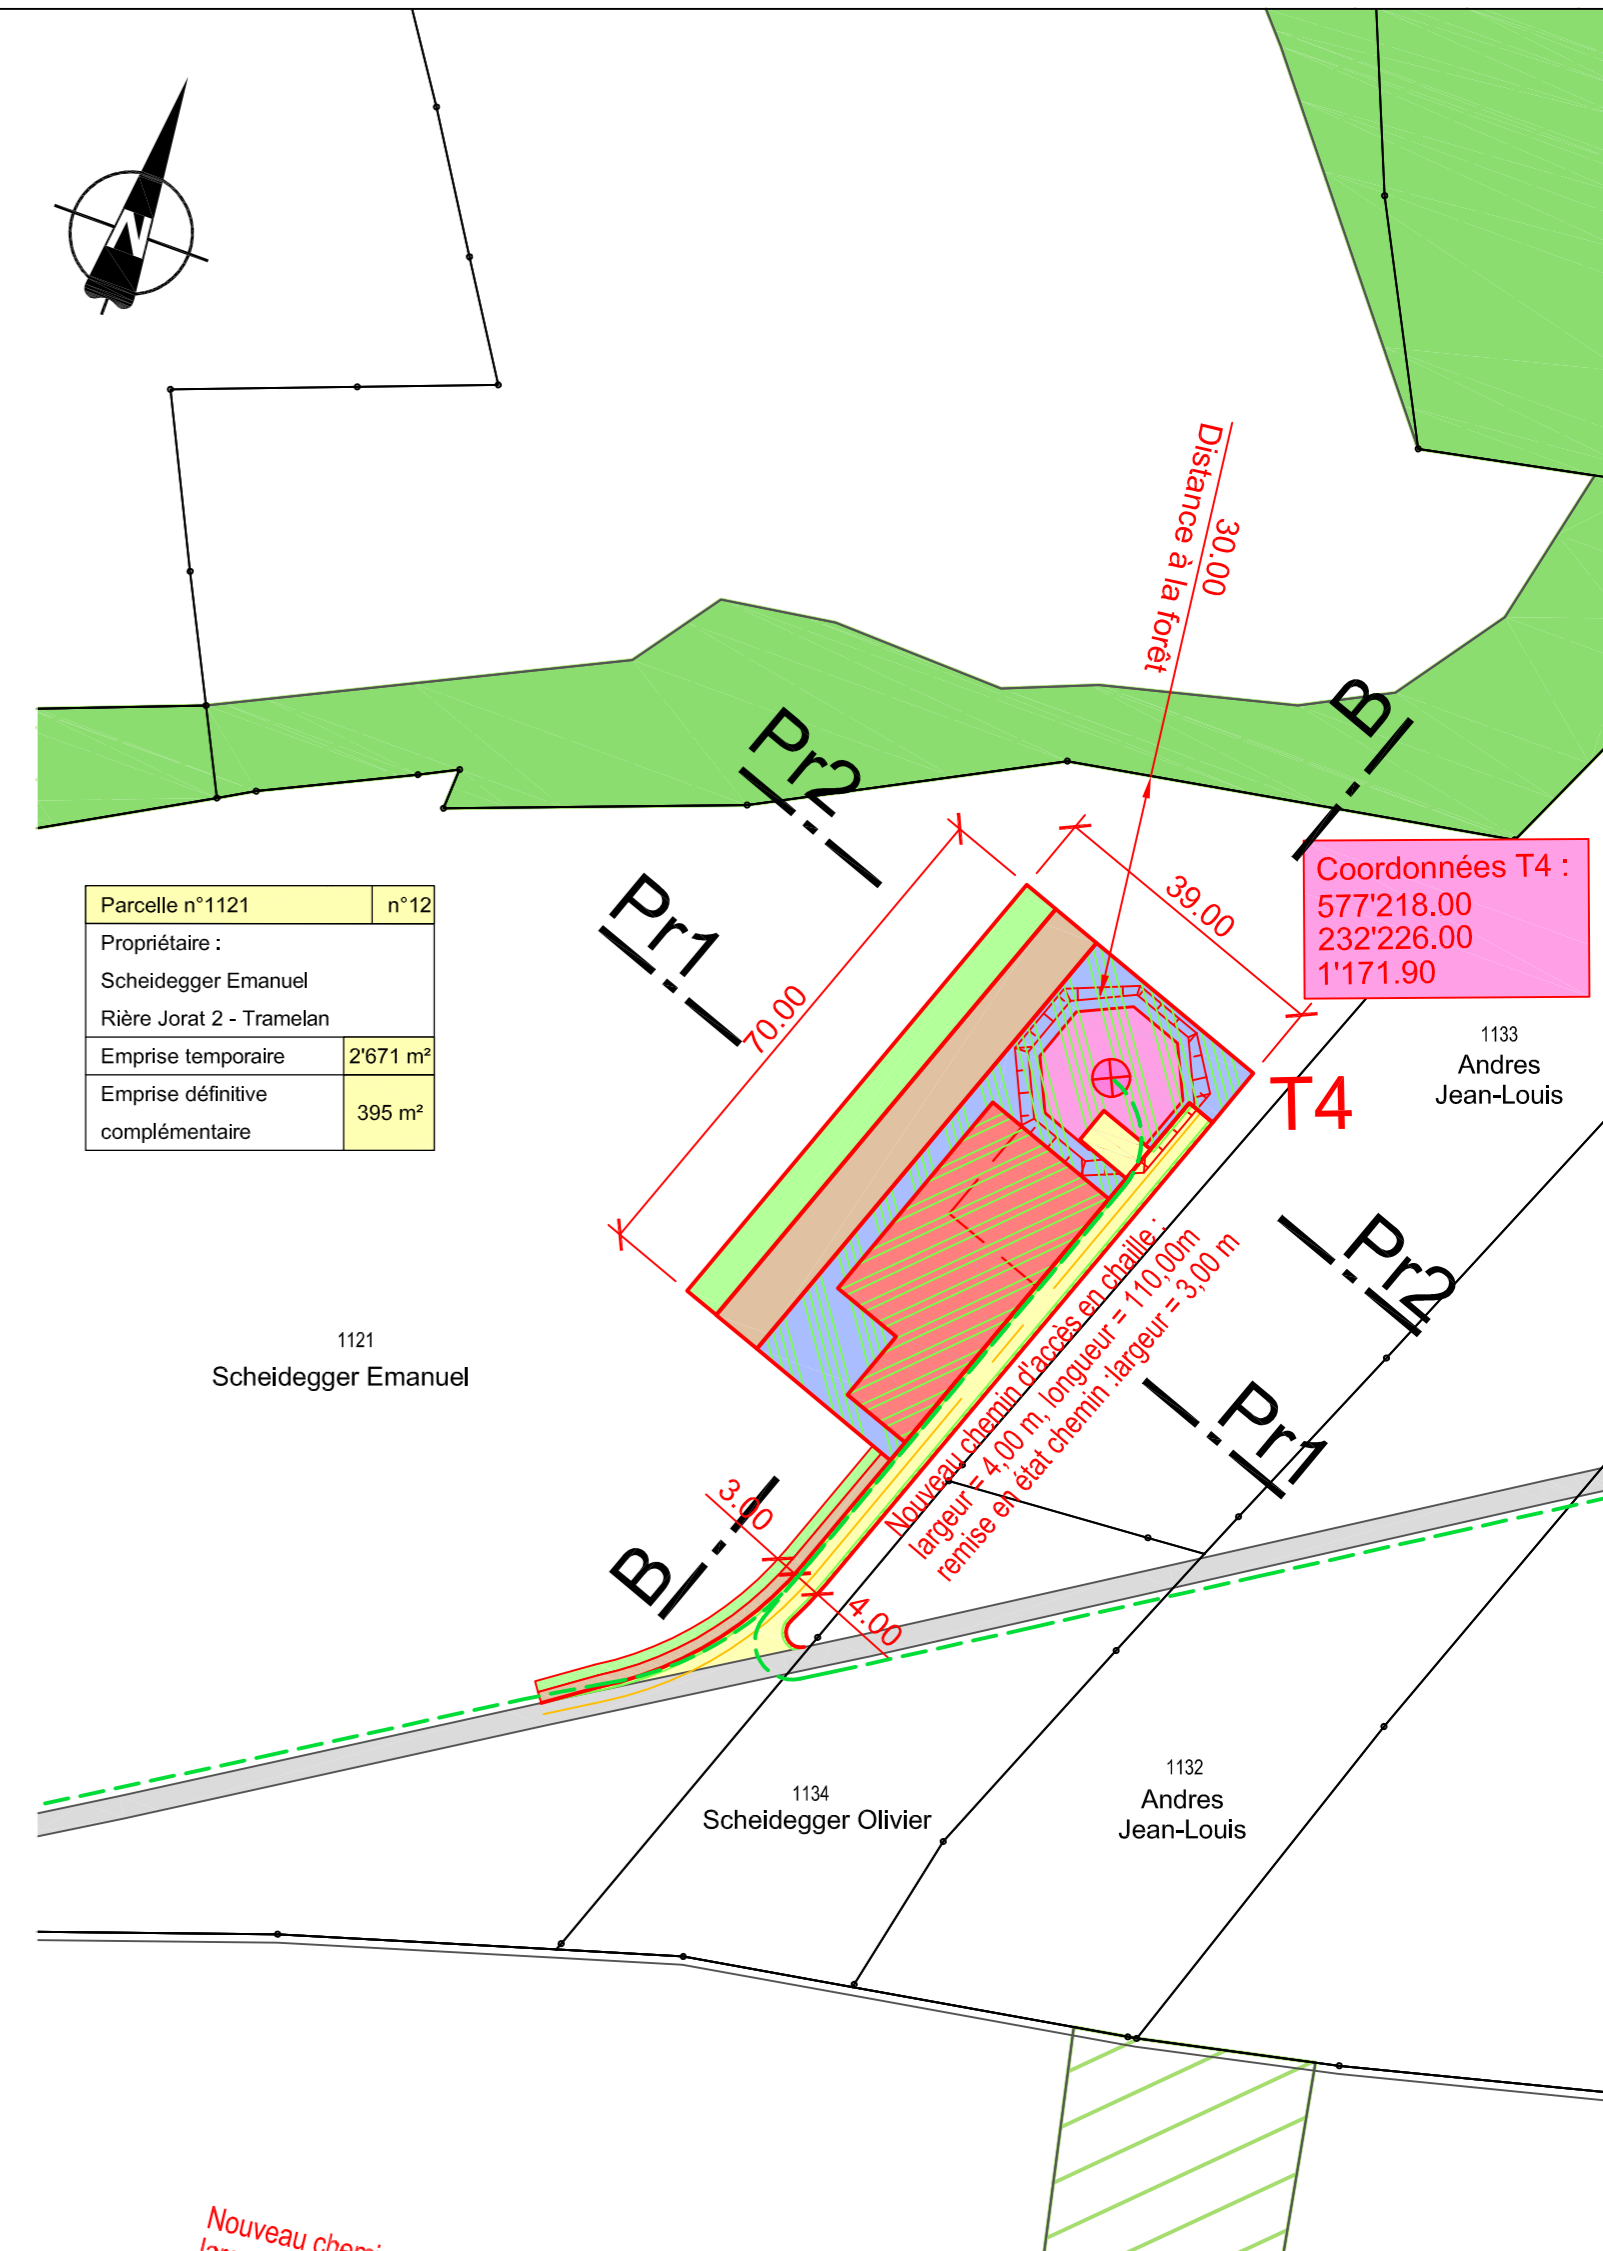 N
Distance à la forêt
30.00
B
Pr2
Pr1
39.00
70.00
Coordonnées T4 :
577'218.00
232'226.00
1'171.90
Parcelle n°1121 n°12
Propriétaire :
Scheidegger Emanuel
Rière Jorat 2 - Tramelan
Emprise temporaire 2'671 m²
Emprise définitive
complémentaire
395 m²
1133
Andres
Jean-Louis
T4
Pr2
Pr1
1121
Scheidegger Emanuel
Nouveau chemin d'accès en chaille :
largeur = 4,00 m, longueur = 110,00m
remise en état chemin :largeur = 3,00 m
3.00
B
4.00
1134
Scheidegger Olivier
1132
Andres
Jean-Louis
Nouveau